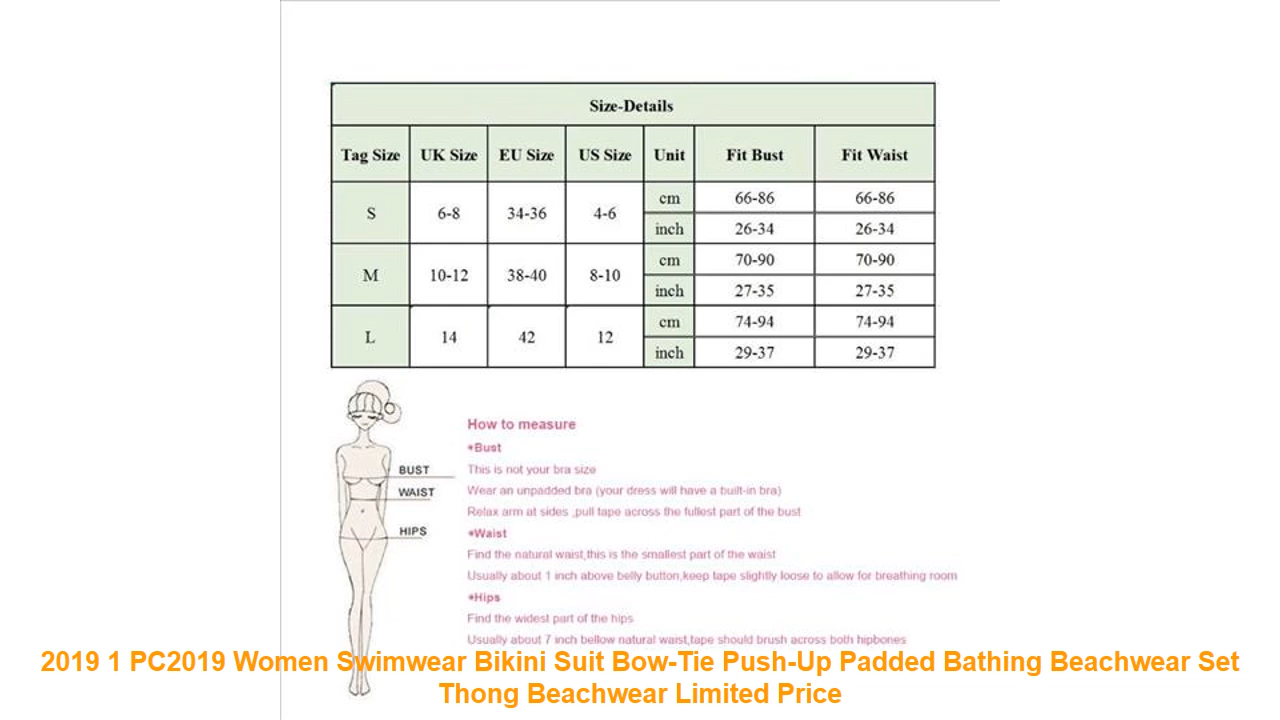 Size-Details
Tag Size UK Size EU Size US Size Unit Fit Bust Fit Waist
S 6-8 34-36 4-6 cm 66-86 66-86
inch 26-34 26-34
M 10-12 38-40 8-10 cm 70-90 70-90
inch 27-35 27-35
L 14 42 12 cm 74-94 74-94
inch 29-37 29-37
How to measure
*Bust
BUST
This is not your bra size
WAIST
Wear an unpadded bra (your dress will have a built-in bra)
Relax arm at sides ,pull tape across the fullest part of the bust
HIPS
*Waist
Find the natural waist,this is the smallest part of the waist
Usually about 1 inch above belly button,keep tape slightly loose to allow for breathing room
*Hips
Find the widest part of the hips
Usually about 7 inch bellow natural waist,tape should brush across both hipbones
2019 1 PC2019 Women Swimwear Bikini Suit Bow-Tie Push-Up Padded Bathing Beachwear Set
Thong Beachwear Limited Price